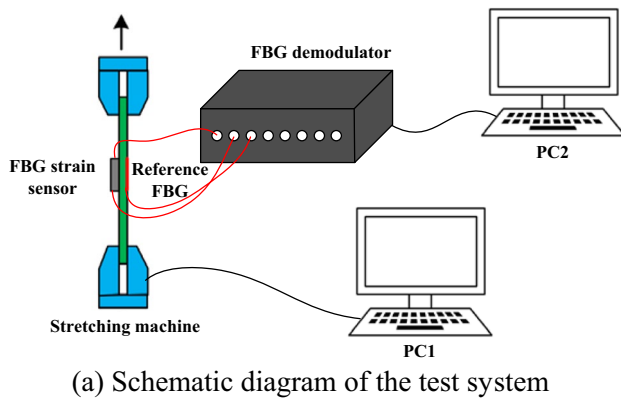 FBG demodulator
PC2
FBG strain
sensor
Reference
FBG
Stretching machine
PC1
(a) Schematic diagram of the test system